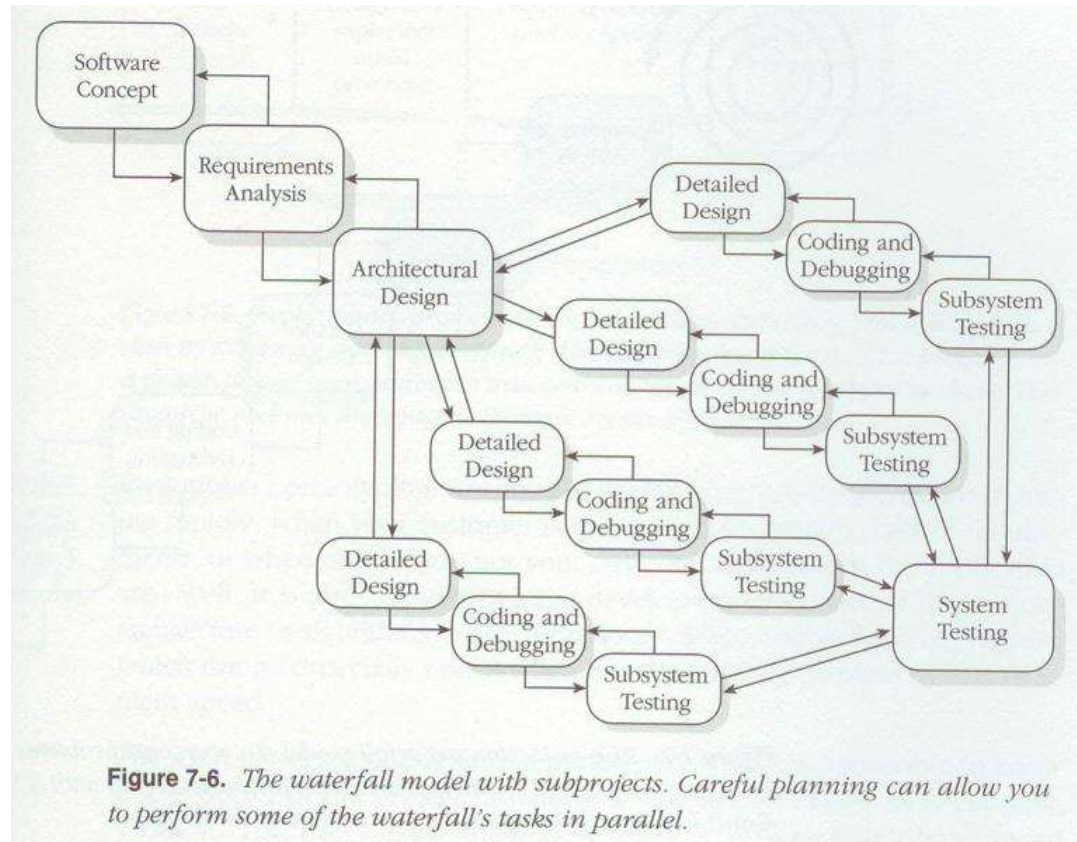 Software
Concept
Requirements
Analysis
Architectural
Design
Detailed
Design
Coding and
Debugging
Subsystem
Testing
Detailed
Design
Coding and
Debugging
Subsystem
Testing
Detailed
Design
Coding and
Debugging
Subsystem
Testing
Detailed
Design
Coding and
Debugging
Subsystem
Testing
System
Testing
Figure 7-6. The waterfall model with subprojects. Careful planning can allow you
to perform some of the waterfall's tasks in parallel.